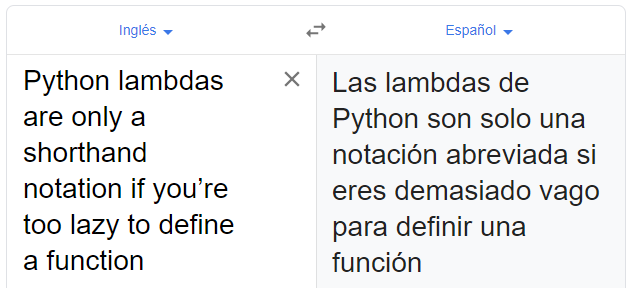 Inglés
Español
Python lambdas
are only a
shorthand
notation if you’re
too lazy to define
a function
Las lambdas de
Python son solo una
notación abreviada si
eres demasiado vago
para definir una
función